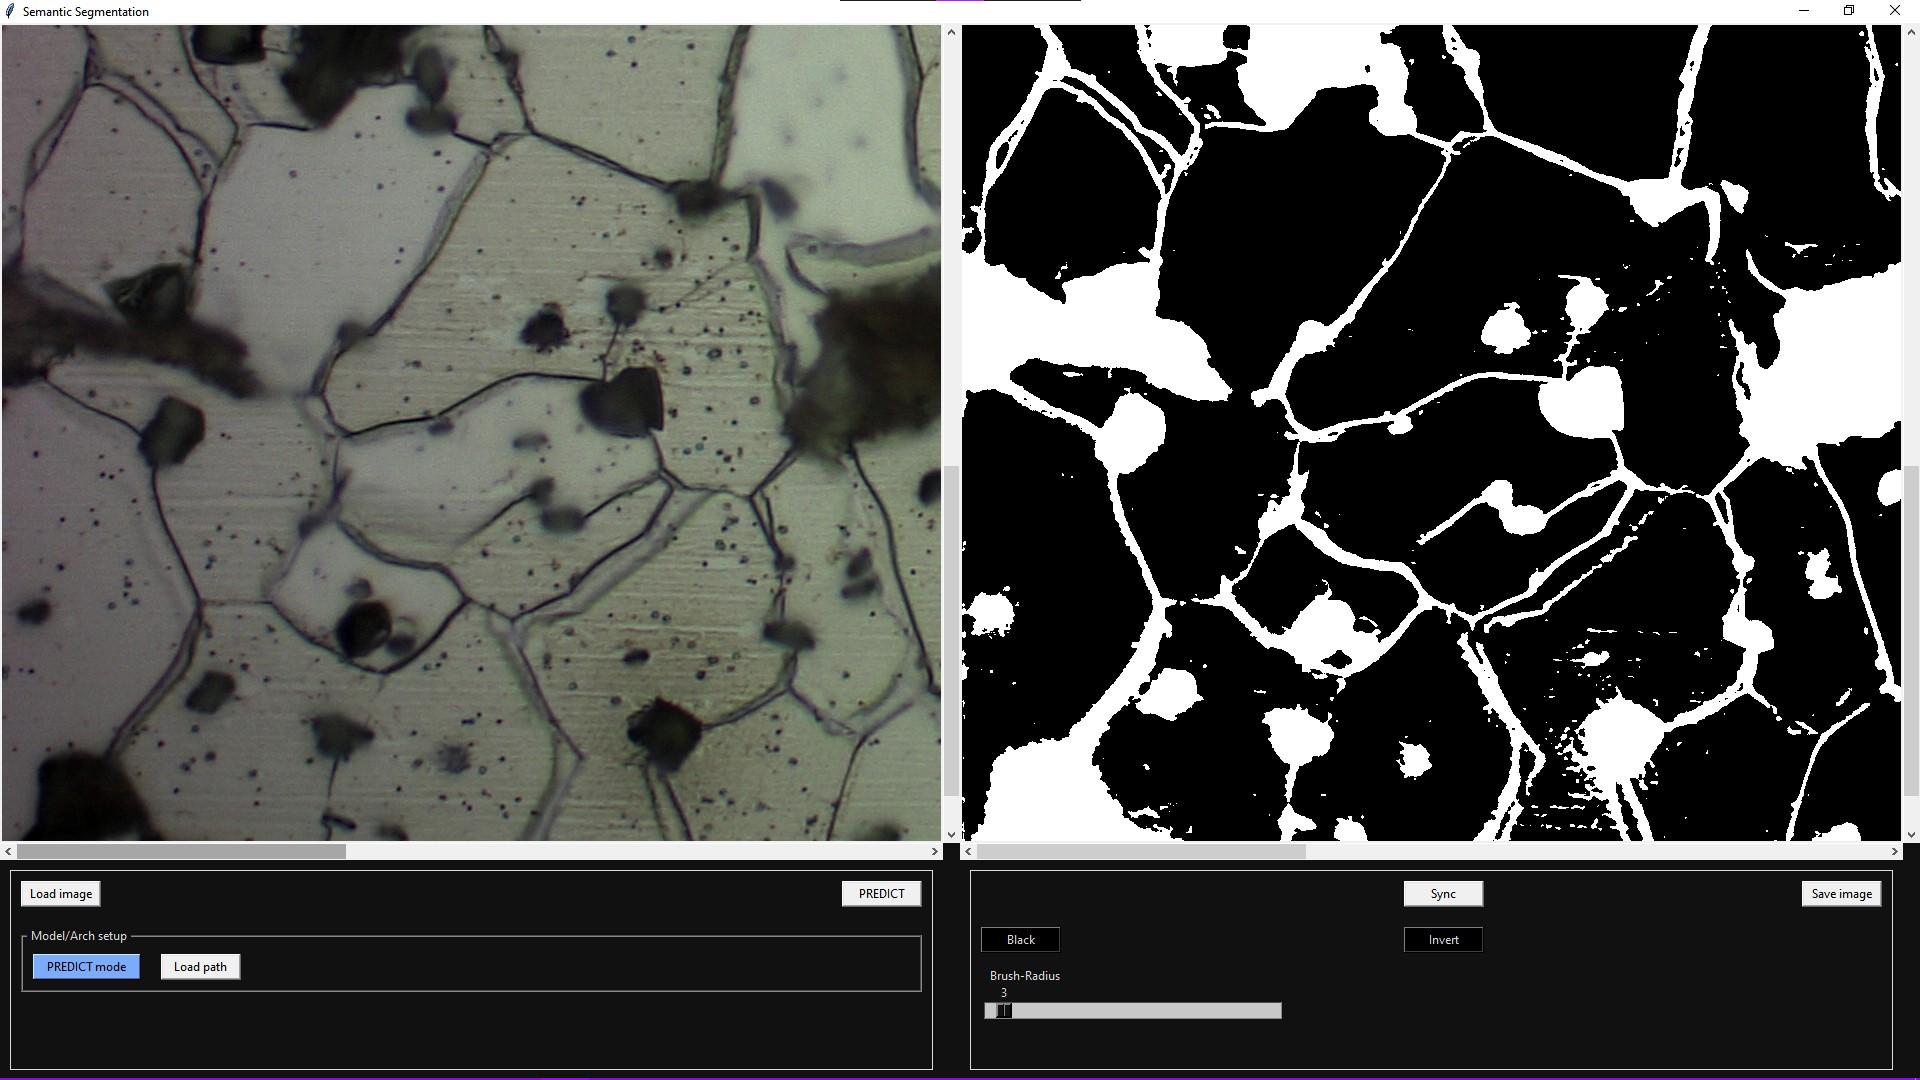 Semantic Segmentation
Load image
PREDICT
Model/Arch setup
PREDICT mode
Load path
Sync
Save image
Black
Invert
Brush-Radius
3